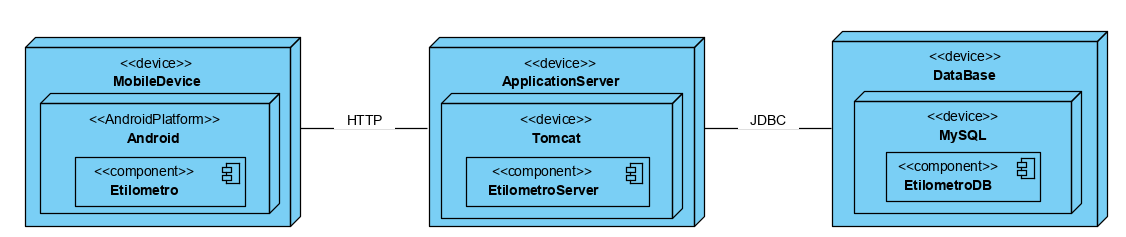 <<device>>
MobileDevice
<<AndroidPlatform>>
Android
<<component>>
Etilometro
HTTP
<<device>>
ApplicationServer
<<device>>
Tomcat
<<component>>
EtilometroServer
JDBC
<<device>>
DataBase
<<device>>
MySQL
<<component>>
EtilometroDB